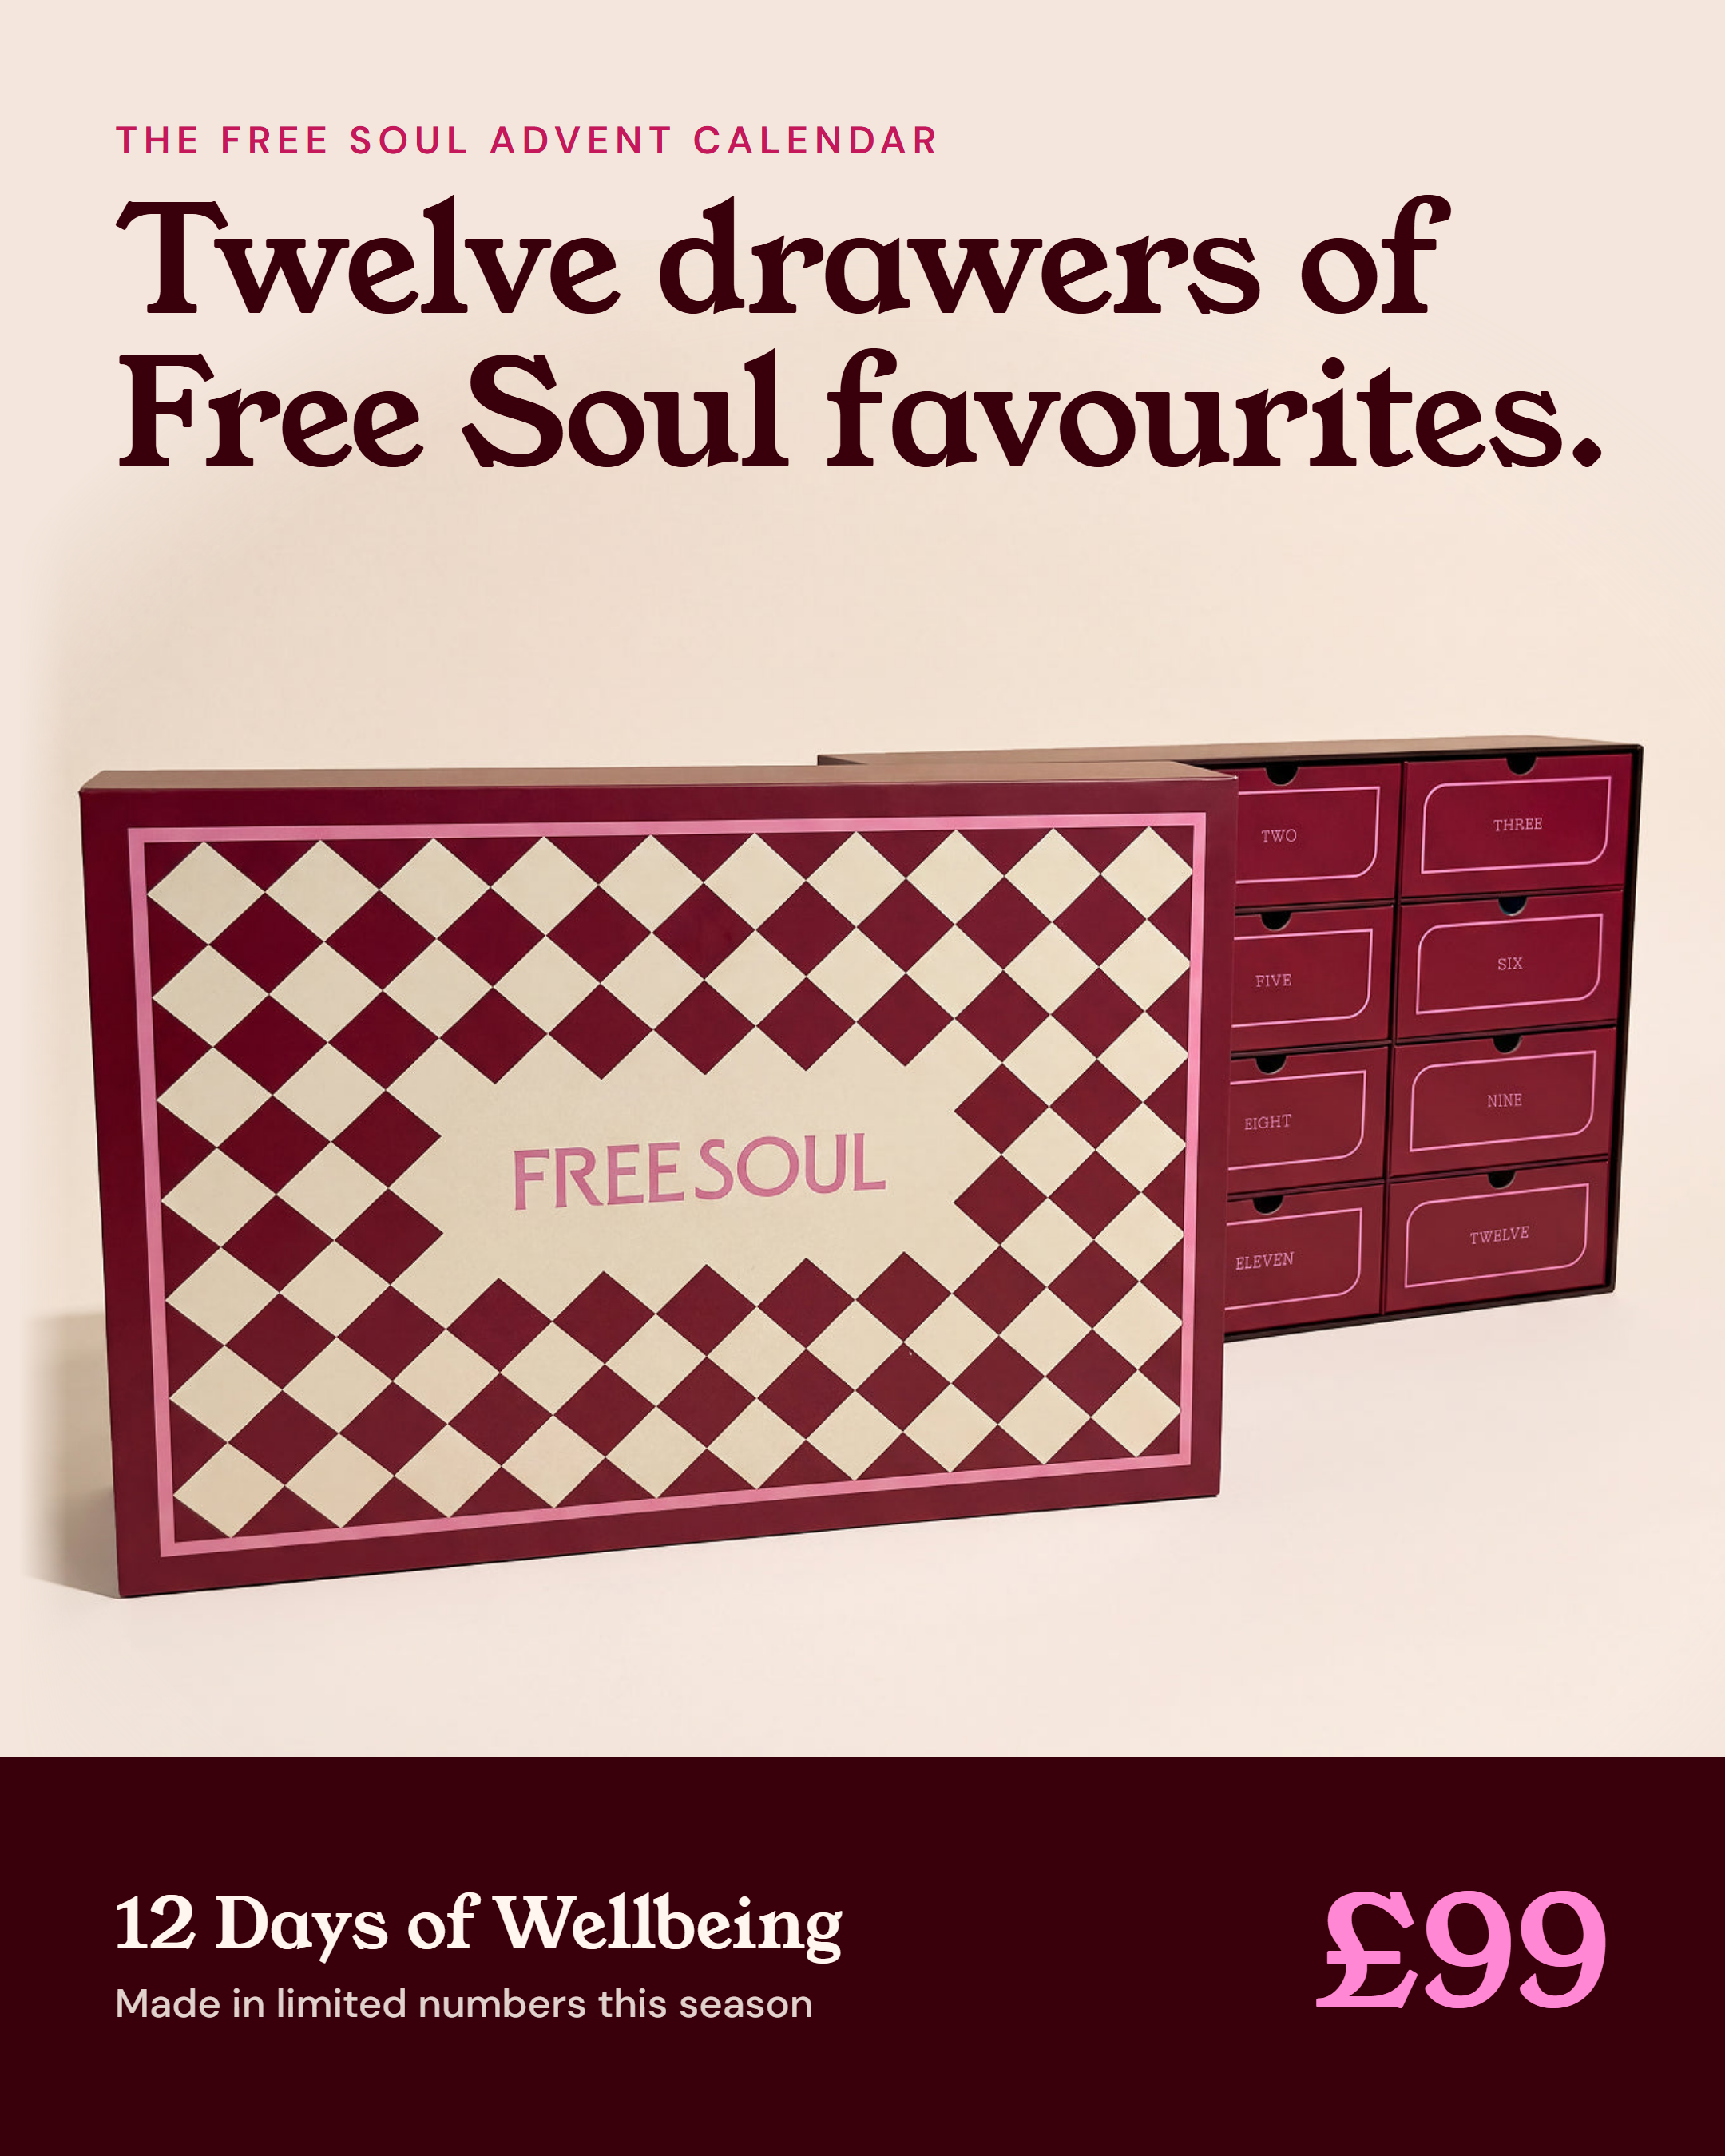 THE FREE SOUL ADVENT CALENDAR
Twelve drawers of
Free Soul favourites.
TWO
THREE
FIVE
SIX
FREE SOUL
EIGHT
NINE
ELEVEN
TWELVE
12 Days of Wellbeing
Made in limited numbers this season
£99